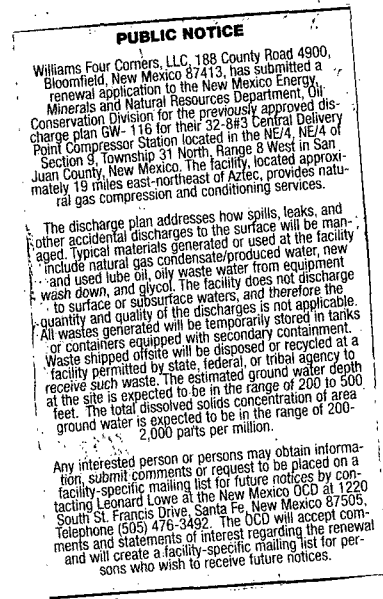 PUBLIC NOTICE
Williams Four Corners, LLC, 188 County Road 4900,
Bloomfield, New Mexico 87413, has submitted a
renewal application to the New Mexico Energy,
Minerals and Natural Resources Department, Oil
Conservation Division for the previously approved dis-
charge plan GW- 116 for their 32-8#3 Central Delivery
Point Compressor Station located in the NE/4, NE/4 of
Section 9, Township 31 North, Range 8 West in San
Juan County, New Mexico. The facility, located approxi-
mately 19 miles east-northeast of Aztec, provides natu-
ral gas compression and conditioning services.
The discharge plan addresses how spills, leaks, and
other accidental discharges to the surface will be man-
aged. Typical materials generated or used at the facility
include natural gas condensate/produced water, new
and used lube oil, oily waste water from equipment
wash down, and glycol. The facility does not discharge
to surface or subsurface waters, and therefore the
quantity and quality of the discharges is not applicable.
All wastes generated will be temporarily stored in tanks
or containers equipped with secondary containment.
Waste shipped offsite will be disposed or recycled at a
facility permitted by state, federal, or tribal agency to
receive such waste. The estimated ground water depth
at the site is expected to be in the range of 200 to 500
feet. The total dissolved solids concentration of area
ground water is expected to be in the range of 200-
2,000 parts per million.
Any interested person or persons may obtain informa-
tion, submit comments or request to be placed on a
facility-specific mailing list for future notices by con-
tacting Leonard Lowe at the New Mexico OCD at 1220
South St. Francis Drive, Santa Fe, New Mexico 87505,
Telephone (505) 476-3492. The OCD will accept com-
ments and statements of interest regarding the renewal
and will create a facility-specific mailing list for per-
sons who wish to receive future notices.